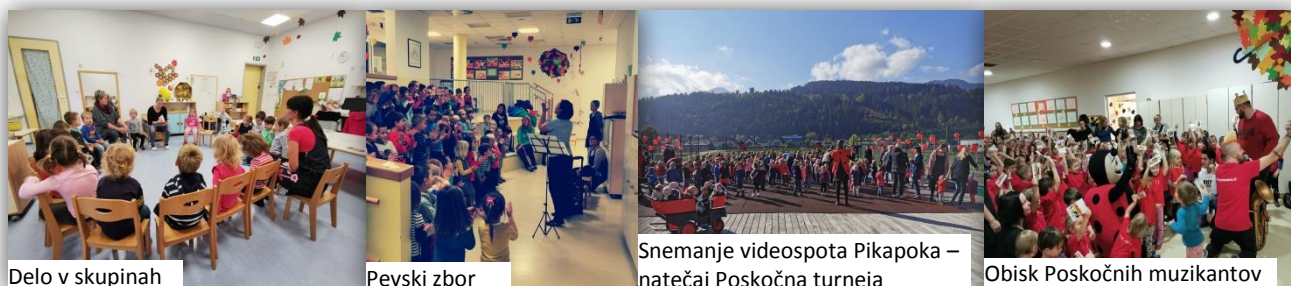 Delo v skupinah
Pevski zbor
Snemanje videospota Pikapoka –
natečaj Poskočna turneja
Obisk Poskočnih muzikantov